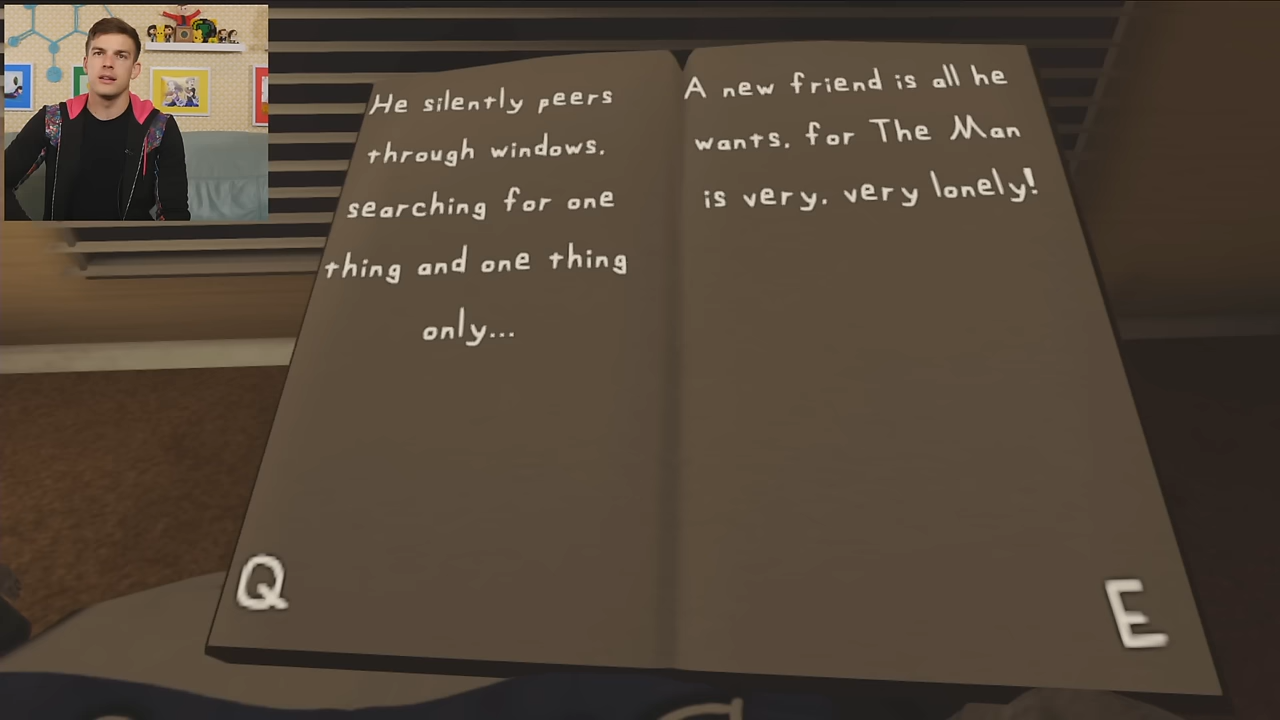 He silently peers
through windows,
searching for one
thing and one thing
only...
A new friend is all he
wants, for The Man
is very, very lonely!
Q
E